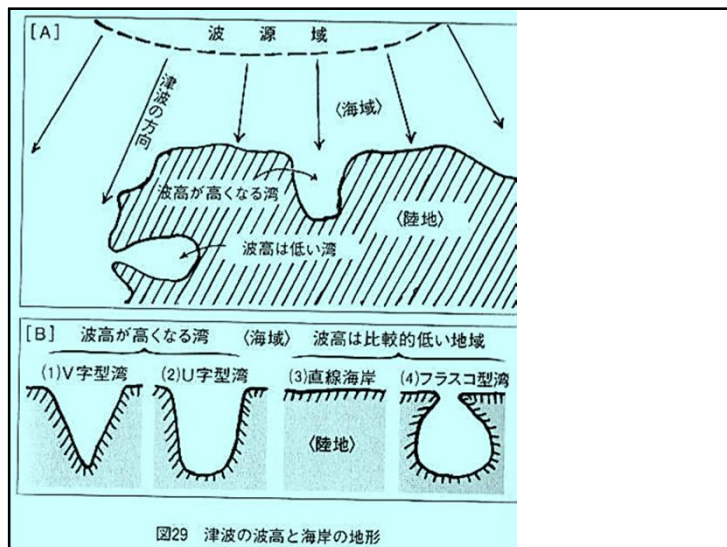 [A]
波源域
津波の方向
〈海域〉
波高が高くなる湾
〈陸地〉
波高は低い湾
[B] 波高が高くなる湾 〈海域〉 波高は比較的低い地域
(1)V字型湾 (2)U字型湾 (3)直線海岸 (4)フラスコ型湾
〈陸地〉
図29 津波の波高と海岸の地形